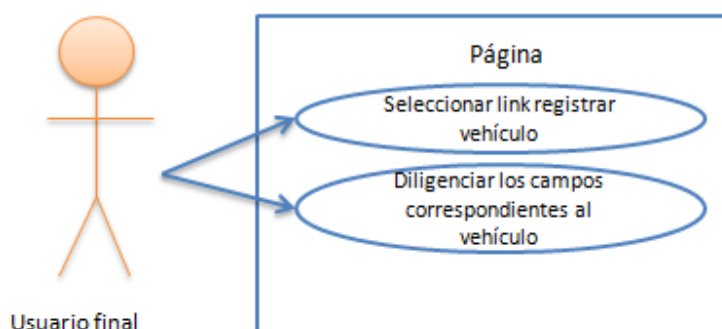 Página
Seleccionar link registrar
vehículo
Diligenciar los campos
correspondientes al
vehículo
Usuario final